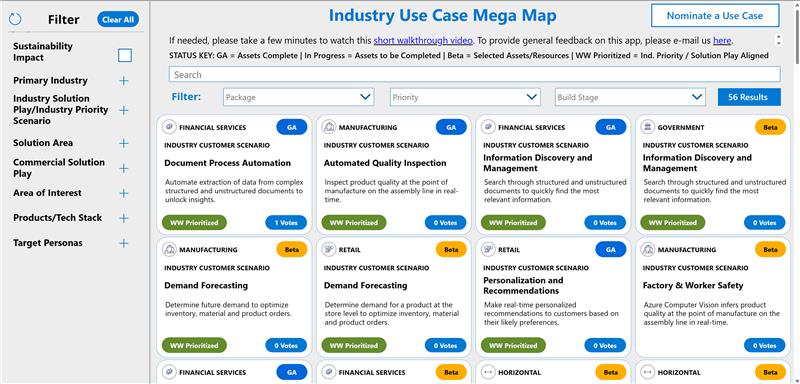 Filter
Clear All
Sustainability
Impact
Primary Industry
Industry Solution
Play/Industry Priority
Scenario
Solution Area
Commercial Solution
Play
Area of Interest
Products/Tech Stack
Target Personas
Industry Use Case Mega Map
Nominate a Use Case
If needed, please take a few minutes to watch this short walkthrough video. To provide general feedback on this app, please e-mail us here.
STATUS KEY: GA = Assets Complete | In Progress = Assets to be Completed | Beta = Selected Assets/Resources | WW Prioritized = Ind. Priority / Solution Play Aligned
Search
Filter:
Package
Priority
Build Stage
56 Results
FINANCIAL SERVICES
GA
INDUSTRY CUSTOMER SCENARIO
Document Process Automation
Automate extraction of data from complex
structured and unstructured documents to
unlock insights.
WW Prioritized
1 Votes
MANUFACTURING
GA
INDUSTRY CUSTOMER SCENARIO
Automated Quality Inspection
Inspect product quality at the point of
manufacture on the assembly line in real-
time.
WW Prioritized
0 Votes
FINANCIAL SERVICES
GA
INDUSTRY CUSTOMER SCENARIO
Information Discovery and
Management
Search through structured and unstructured
documents to quickly find the most
relevant information.
WW Prioritized
0 Votes
GOVERNMENT
Beta
INDUSTRY CUSTOMER SCENARIO
Information Discovery and
Management
Search through structured and unstructured
documents to quickly find the most
relevant information.
WW Prioritized
0 Votes
MANUFACTURING
Beta
INDUSTRY CUSTOMER SCENARIO
Demand Forecasting
Determine future demand to optimize
inventory, material and product orders.
WW Prioritized
0 Votes
RETAIL
Beta
INDUSTRY CUSTOMER SCENARIO
Demand Forecasting
Determine demand for a product at the
store level to optimize inventory, material
and product orders.
WW Prioritized
0 Votes
RETAIL
GA
INDUSTRY CUSTOMER SCENARIO
Personalization and
Recommendations
Make real-time personalized
recommendations to customers based on
their likely preferences.
WW Prioritized
0 Votes
MANUFACTURING
Beta
INDUSTRY CUSTOMER SCENARIO
Factory & Worker Safety
Azure Computer Vision infers product
quality at the point of manufacture on the
assembly line in real-time.
0 Votes
FINANCIAL SERVICES
GA
FINANCIAL SERVICES
Beta
HORIZONTAL
Beta
HORIZONTAL
Beta